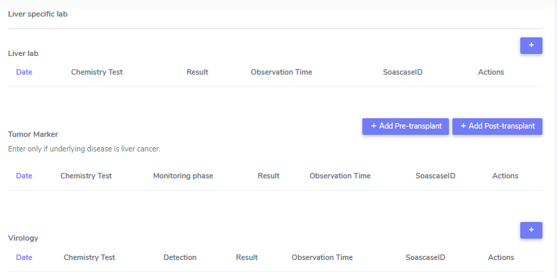 Liver specific lab
+
Liver lab
Date Chemistry Test Result Observation Time SoascaseID Actions
+ Add Pre-transplant + Add Post-transplant
Tumor Marker
Enter only if underlying disease is liver cancer.
Date Chemistry Test Monitoring phase Result Observation Time SoascaseID Actions
+
Virology
Date Chemistry Test Detection Result Observation Time SoascaseID Actions